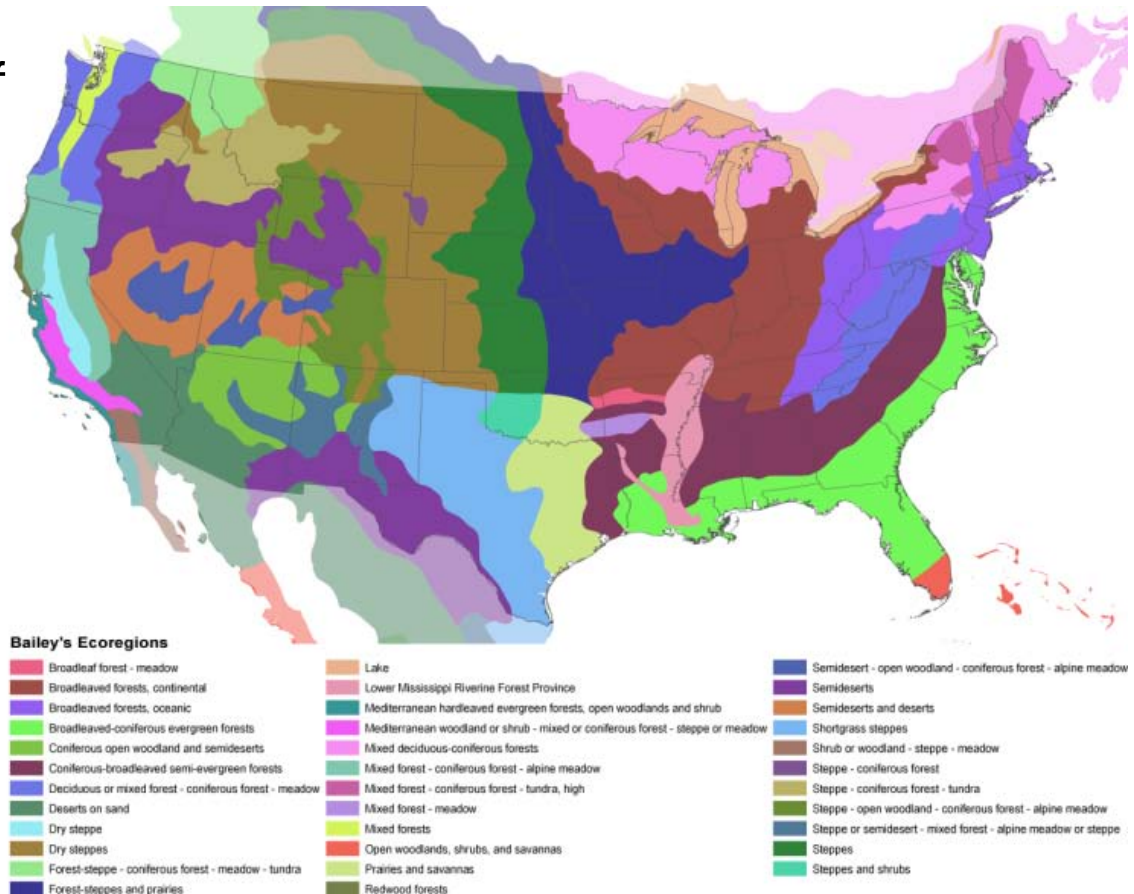 Bailey's Ecoregions
Broadleaf forest - meadow
Broadleaved forests, continental
Broadleaved forests, oceanic
Broadleaved-coniferous evergreen forests
Coniferous open woodland and semideserts
Coniferous-broadleaved semi-evergreen forests
Deciduous or mixed forest - coniferous forest - meadow
Deserts on sand
Dry steppe
Dry steppes
Forest-steppe - coniferous forest - meadow - tundra
Forest-steppes and prairies
Lake
Lower Mississippi Riverine Forest Province
Mediterranean hardleaved evergreen forests, open woodlands and shrub
Mediterranean woodland or shrub - mixed or coniferous forest - steppe or meadow
Mixed deciduous-coniferous forests
Mixed forest - coniferous forest - alpine meadow
Mixed forest - coniferous forest - tundra, high
Mixed forest - meadow
Mixed forests
Open woodlands, shrubs, and savannas
Prairies and savannas
Redwood forests
Semidesert - open woodland - coniferous forest - alpine meadow
Semideserts
Semideserts and deserts
Shortgrass steppes
Shrub or woodland - steppe - meadow
Steppe - coniferous forest
Steppe - coniferous forest - tundra
Steppe - open woodland - coniferous forest - alpine meadow
Steppe or semidesert - mixed forest - alpine meadow or steppe
Steppes
Steppes and shrubs